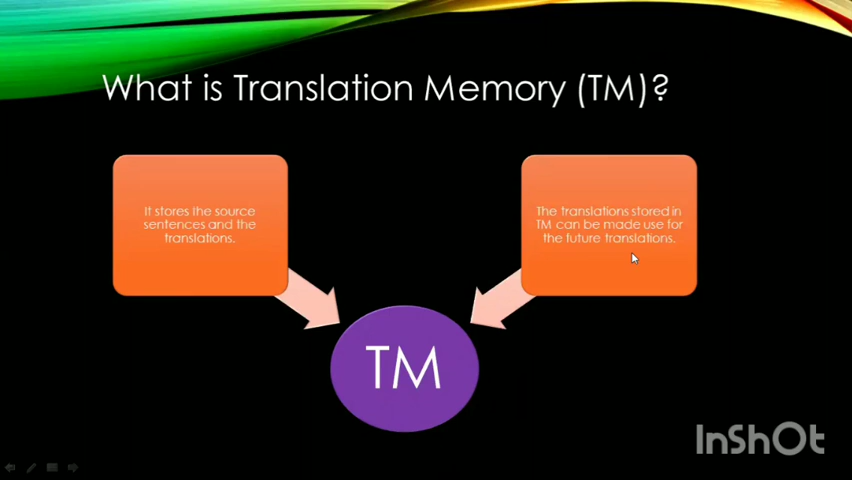 What is Translation Memory (TM)?
It stores the source
sentences and the
translations.
The translations stored in
TM can be made use for
the future translations.
TM
InShOt